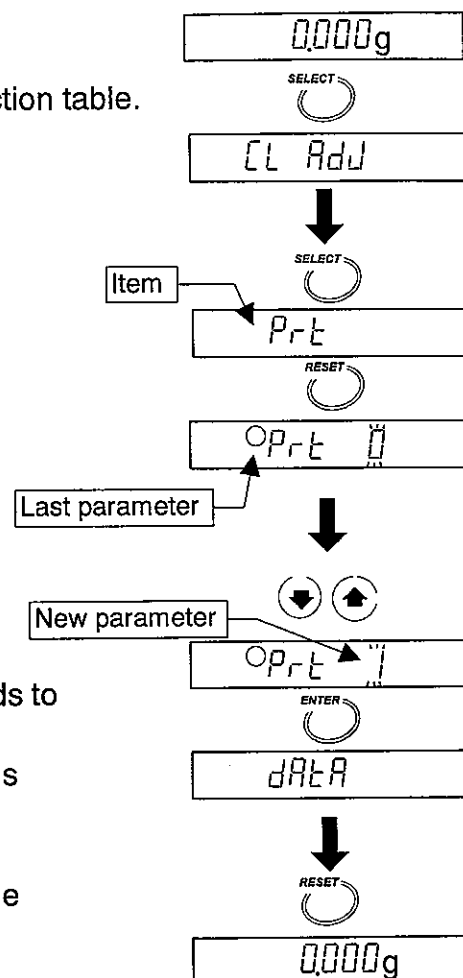 0.000g
SELECT
ction table.
CL AdJ
SELECT
Item
Prt
RESET
Prt 0
Last parameter
New parameter
Prt 1
ds to
ENTER
s
dAtA
e
RESET
0.000g